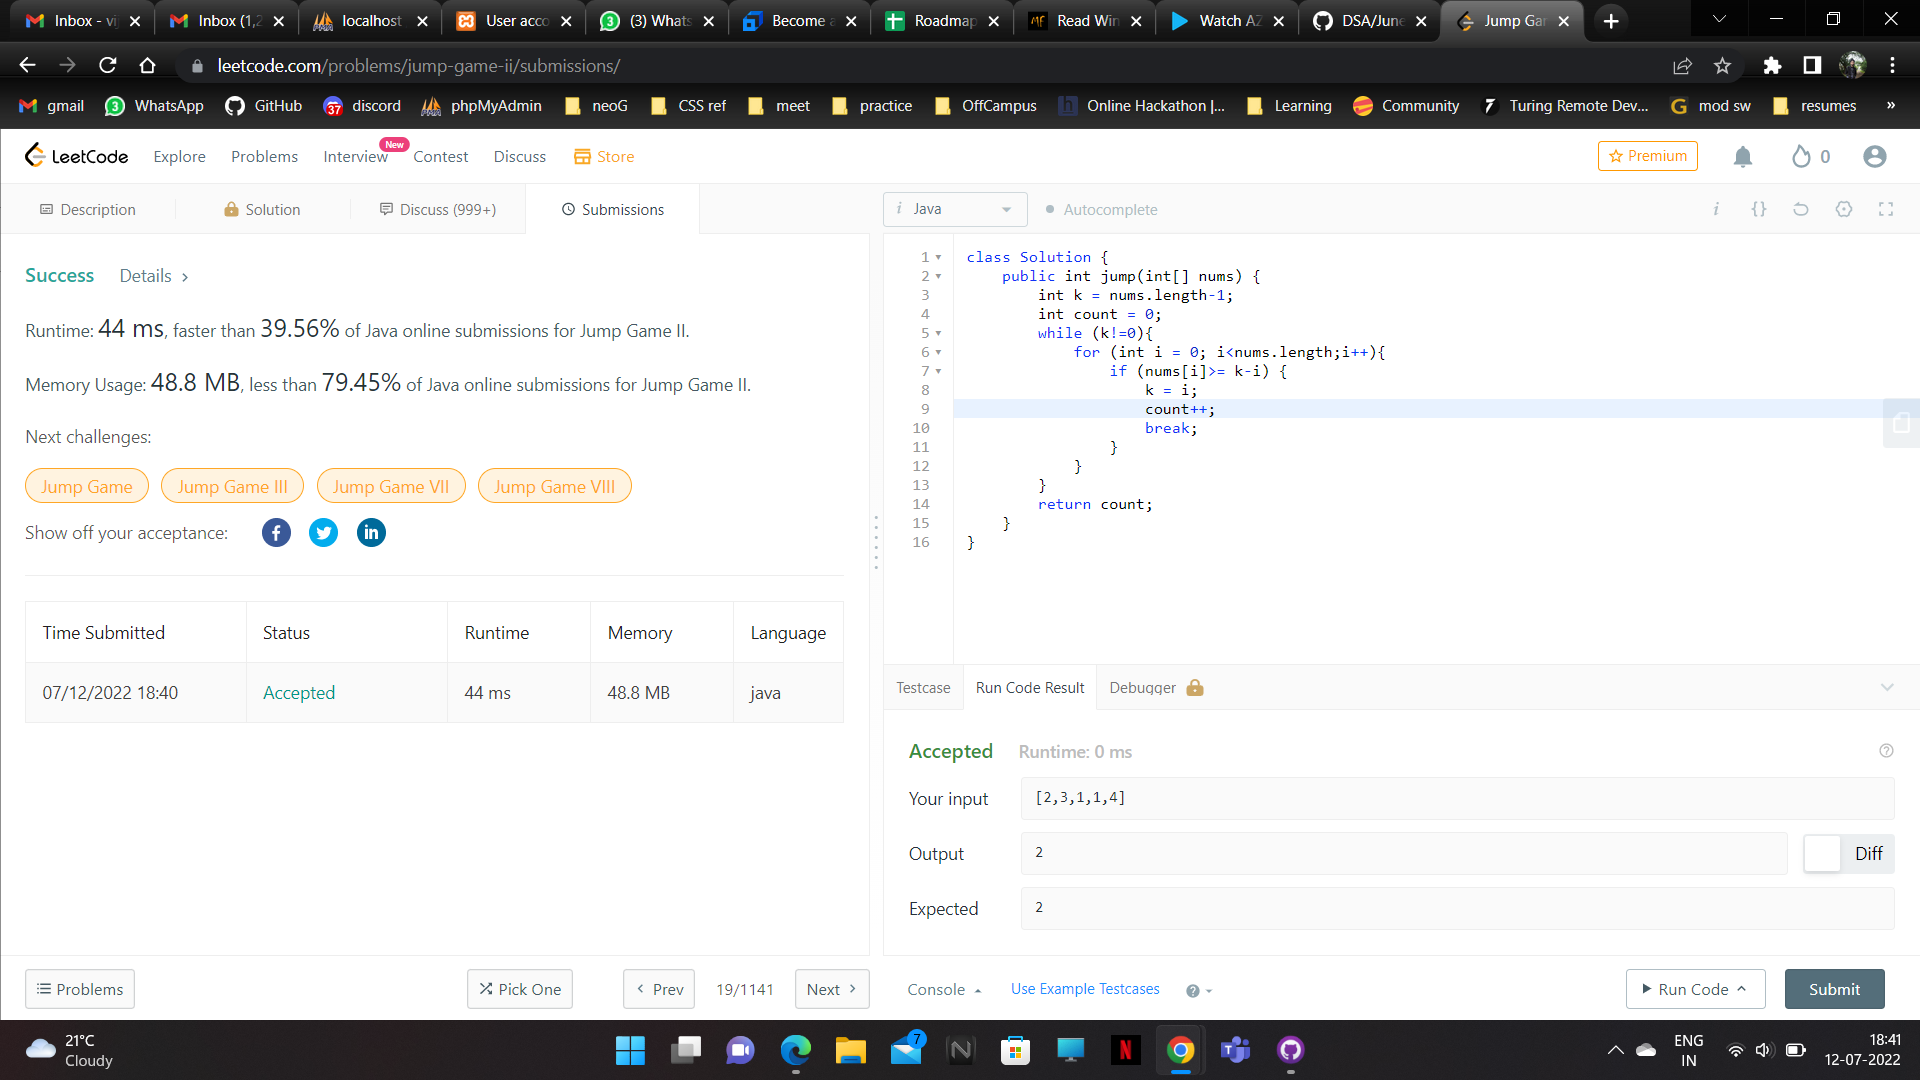 Inbox - vij
Inbox (1,2
localhost
User acco
(3) Whats
Become a
Roadmap
Read Win
Watch AZ
DSA/June
Jump Gar
leetcode.com/problems/jump-game-ii/submissions/
gmail
WhatsApp
GitHub
37
discord
phpMyAdmin
neoG
CSS ref
meet
practice
OffCampus
Online Hackathon |...
Learning
Community
Turing Remote Dev...
mod sw
resumes
»
LeetCode
Explore
Problems
Interview
New
Contest
Discuss
Store
Premium
0
Description
Solution
Discuss (999+)
Submissions
Success
Details >
Runtime: 44 ms, faster than 39.56% of Java online submissions for Jump Game II.
Memory Usage: 48.8 MB, less than 79.45% of Java online submissions for Jump Game II.
Next challenges:
Jump Game
Jump Game III
Jump Game VII
Jump Game VIII
Show off your acceptance:
Time Submitted
Status
Runtime
Memory
Language
07/12/2022 18:40
Accepted
44 ms
48.8 MB
java
i Java
Autocomplete
i
{}
1 class Solution {
2     public int jump(int[] nums) {
3         int k = nums.length-1;
4         int count = 0;
5         while (k!=0){
6             for (int i = 0; i<nums.length;i++){
7                 if (nums[i]>= k-i) {
8                     k = i;
9                     count++;
10                     break;
11                 }
12             }
13         }
14         return count;
15     }
16 }
Testcase
Run Code Result
Debugger
Accepted
Runtime: 0 ms
Your input
[2,3,1,1,4]
Output
2
Diff
Expected
2
Problems
Pick One
< Prev
19/1141
Next >
Console
Use Example Testcases
Run Code
Submit
21°C
Cloudy
7
ENG
IN
18:41
12-07-2022